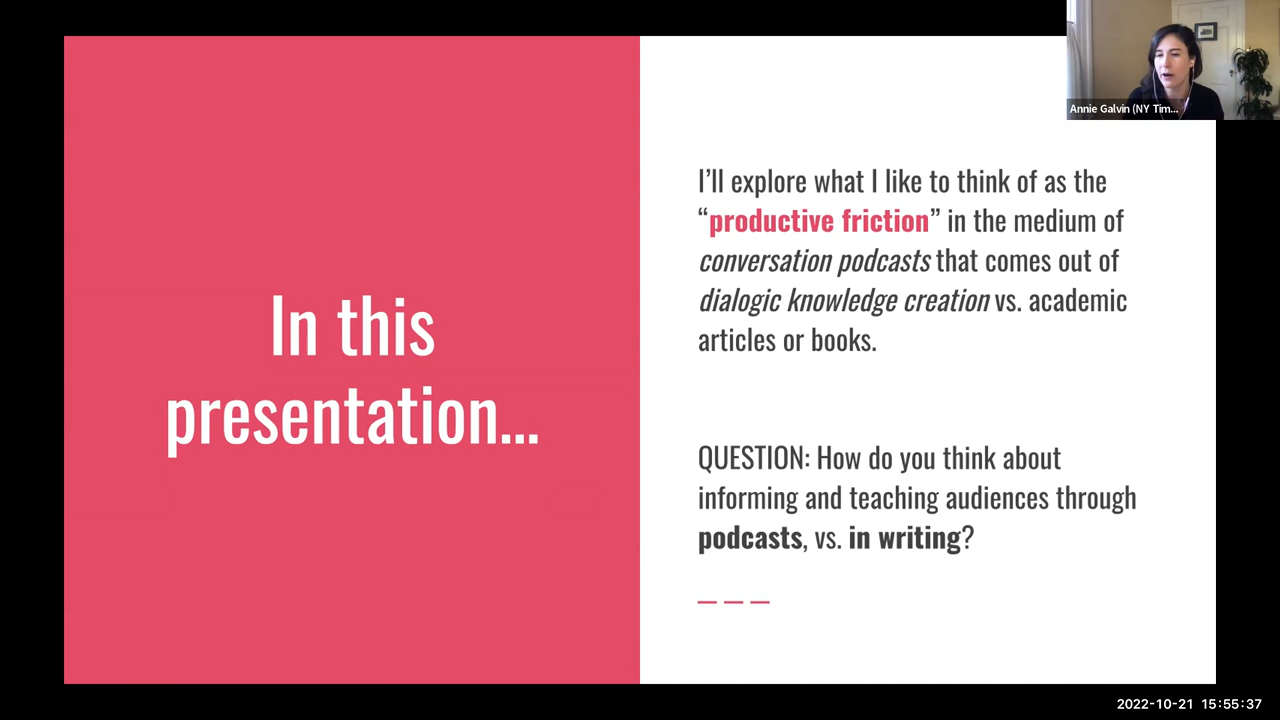 In this
presentation...
I’ll explore what I like to think of as the
“productive friction” in the medium of
conversation podcasts that comes out of
dialogic knowledge creation vs. academic
articles or books.
QUESTION: How do you think about
informing and teaching audiences through
podcasts, vs. in writing?
Annie Galvin (NY Tim...
2022-10-21 15:55:37